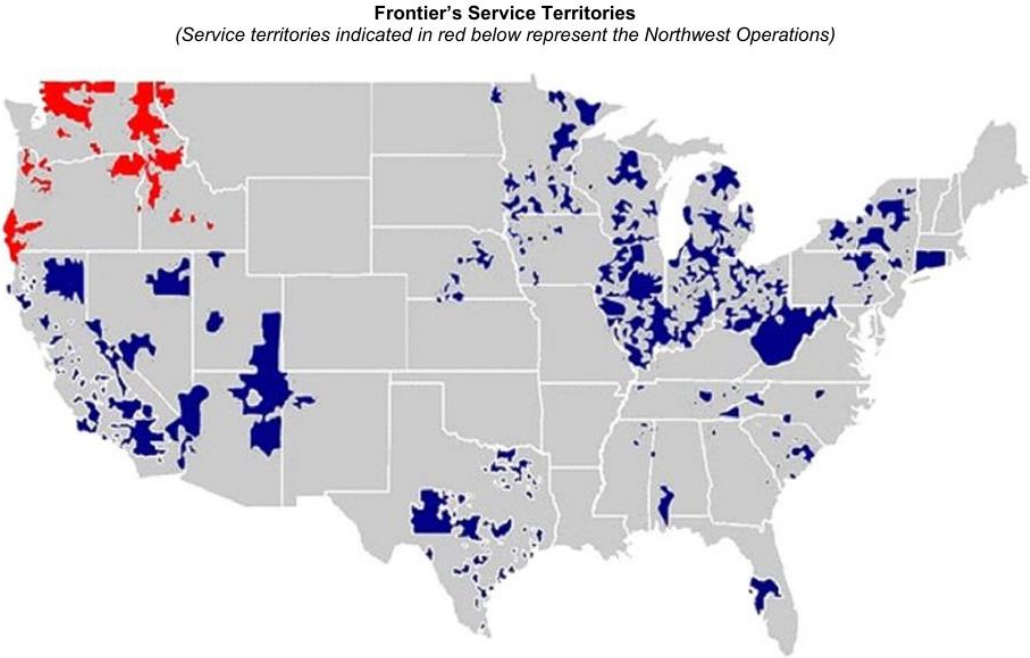 Frontier’s Service Territories
(Service territories indicated in red below represent the Northwest Operations)